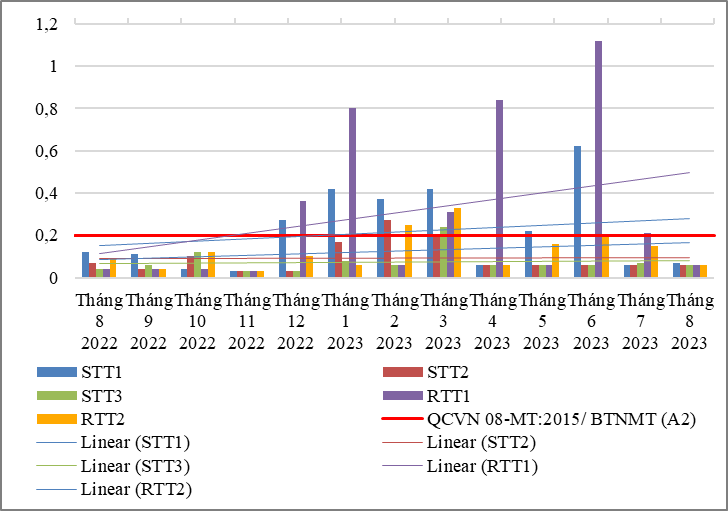 1,2
1
0,8
0,6
0,4
0,2
0
Tháng Tháng Tháng Tháng Tháng Tháng Tháng Tháng Tháng Tháng Tháng Tháng Tháng
8 9 10 11 12 1 2 3 4 5 6 7 8
2022 2022 2022 2022 2022 2023 2023 2023 2023 2023 2023 2023 2023
STT1 STT2
STT3 RTT1
RTT2 QCVN 08-MT:2015/ BTNMT (A2)
Linear (STT1) Linear (STT2)
Linear (STT3) Linear (RTT1)
Linear (RTT2)